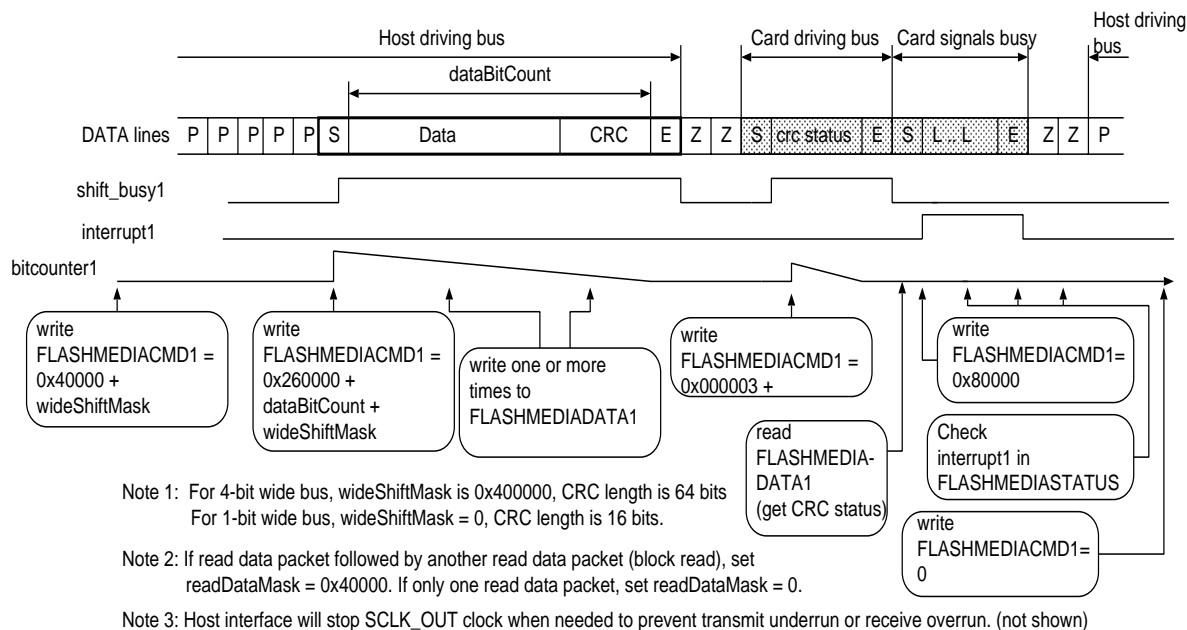 Host driving bus
Card driving bus
Card signals busy
Host driving
bus
dataBitCount
DATA lines P P P P P S Data CRC E Z Z S crc status E S L .. L E Z Z P
shift_busy1
interrupt1
bitcounter1
write
FLASHMEDIACMD1 =
0x40000 +
wideShiftMask
write
FLASHMEDIACMD1 =
0x260000 +
dataBitCount +
wideShiftMask
write one or more
times to
FLASHMEDIADATA1
write
FLASHMEDIACMD1 =
0x000003 +
write
FLASHMEDIACMD1=
0x80000
read
FLASHMEDIA-
DATA1
(get CRC status)
Check
interrupt1 in
FLASHMEDIASTATUS
write
FLASHMEDIACMD1=
0
Note 1: For 4-bit wide bus, wideShiftMask is 0x400000, CRC length is 64 bits
For 1-bit wide bus, wideShiftMask = 0, CRC length is 16 bits.
Note 2: If read data packet followed by another read data packet (block read), set
readDataMask = 0x40000. If only one read data packet, set readDataMask = 0.
Note 3: Host interface will stop SCLK_OUT clock when needed to prevent transmit underrun or receive overrun. (not shown)